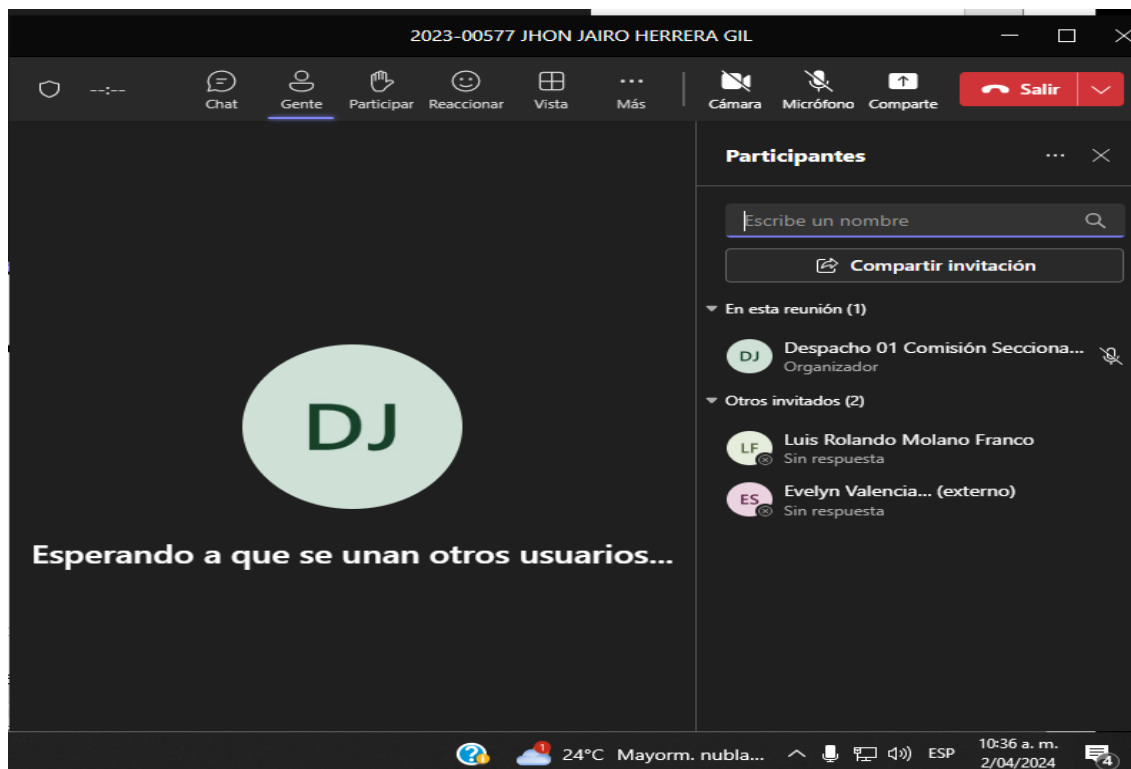 2023-00577 JHON JAIRO HERRERA GIL
--:--
Chat
Gente
Participar
Reaccionar
Vista
Más
Cámara
Micrófono
Comparte
Salir
Participantes
Escribe un nombre
Compartir invitación
En esta reunión (1)
DJ
Despacho 01 Comisión Secciona...
Organizador
Otros invitados (2)
LF
Luis Rolando Molano Franco
Sin respuesta
ES
Evelyn Valencia... (externo)
Sin respuesta
DJ
Esperando a que se unan otros usuarios...
1
24°C Mayorm. nubla...
ESP
10:36 a. m.
2/04/2024
4